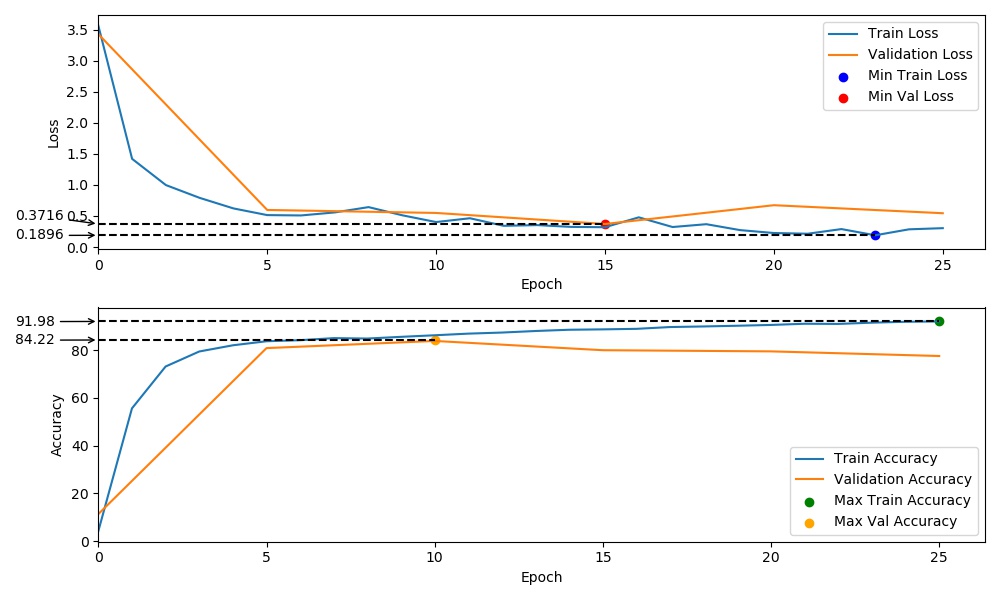 3.5
3.0
2.5
2.0
1.5
1.0
0.5
0.0
0.3716
0.1896
Loss
Train Loss
Validation Loss
Min Train Loss
Min Val Loss
0 5 10 15 20 25
Epoch
91.98
84.22
80
60
40
20
0
Accuracy
Train Accuracy
Validation Accuracy
Max Train Accuracy
Max Val Accuracy
0 5 10 15 20 25
Epoch